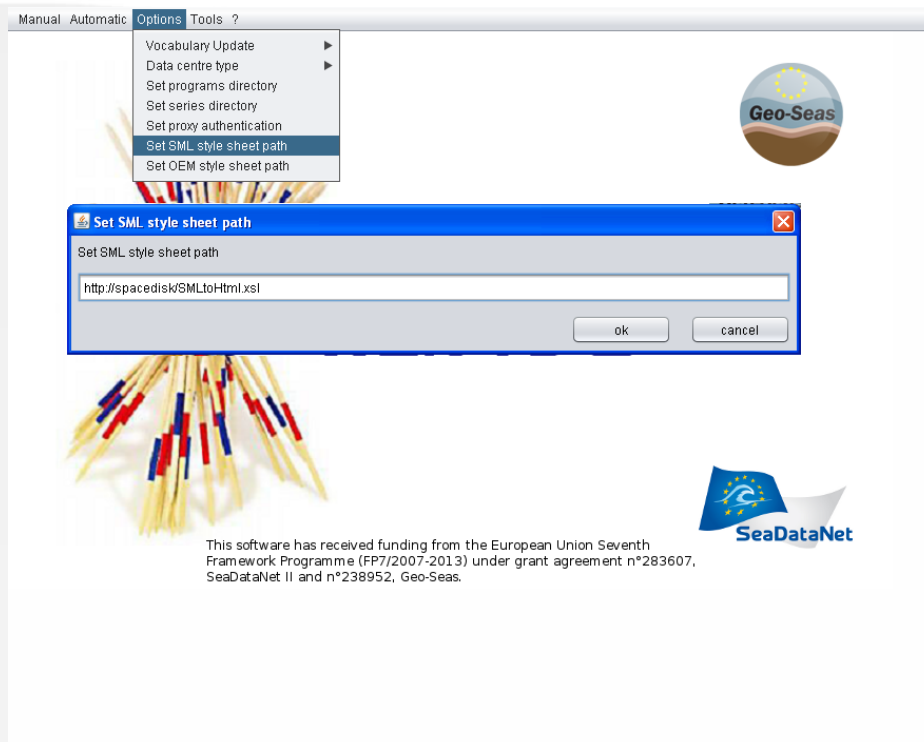 Manual Automatic Options Tools ?
Vocabulary Update
Data centre type
Set programs directory
Set series directory
Set proxy authentication
Set SML style sheet path
Set OEM style sheet path
Geo-Seas
Set SML style sheet path
Set SML style sheet path
http://spacedisk/SMLtoHtml.xsl
ok cancel
SeaDataNet
This software has received funding from the European Union Seventh
Framework Programme (FP7/2007-2013) under grant agreement n°283607,
SeaDataNet II and n°238952, Geo-Seas.